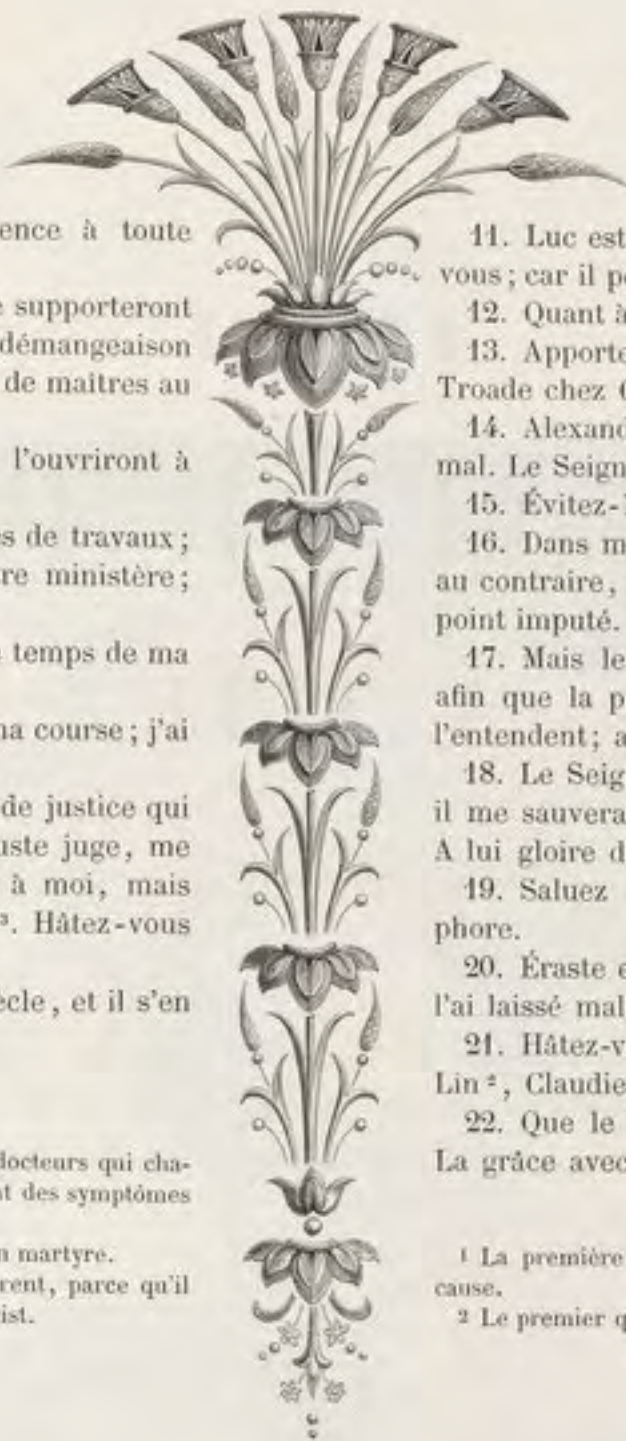 ence à toute
e supporteront
démangeaison
de maîtres au
l'ouvriront à
es de travaux;
re ministère;
temps de ma
na course; j'ai
de justice qui
uste juge, me
à moi, mais
³. Hâtez-vous
ècle, et il s'en
docteurs qui cha-
nt des symptômes
n martyre.
rent, parce qu'il
ist.
11. Luc est
vous; car il p
12. Quant à
13. Apporte
Troade chez
14. Alexand
mal. Le Seign
15. Évitez-
16. Dans m
au contraire,
point imputé.
17. Mais le
afin que la p
l'entendent; a
18. Le Seig
il me sauvera
A lui gloire d
19. Saluez
phore.
20. Éraste e
l'ai laissé mal
21. Hâtez-v
Lin ², Claudie
22. Que le
La grâce avec
¹ La première
cause.
² Le premier q